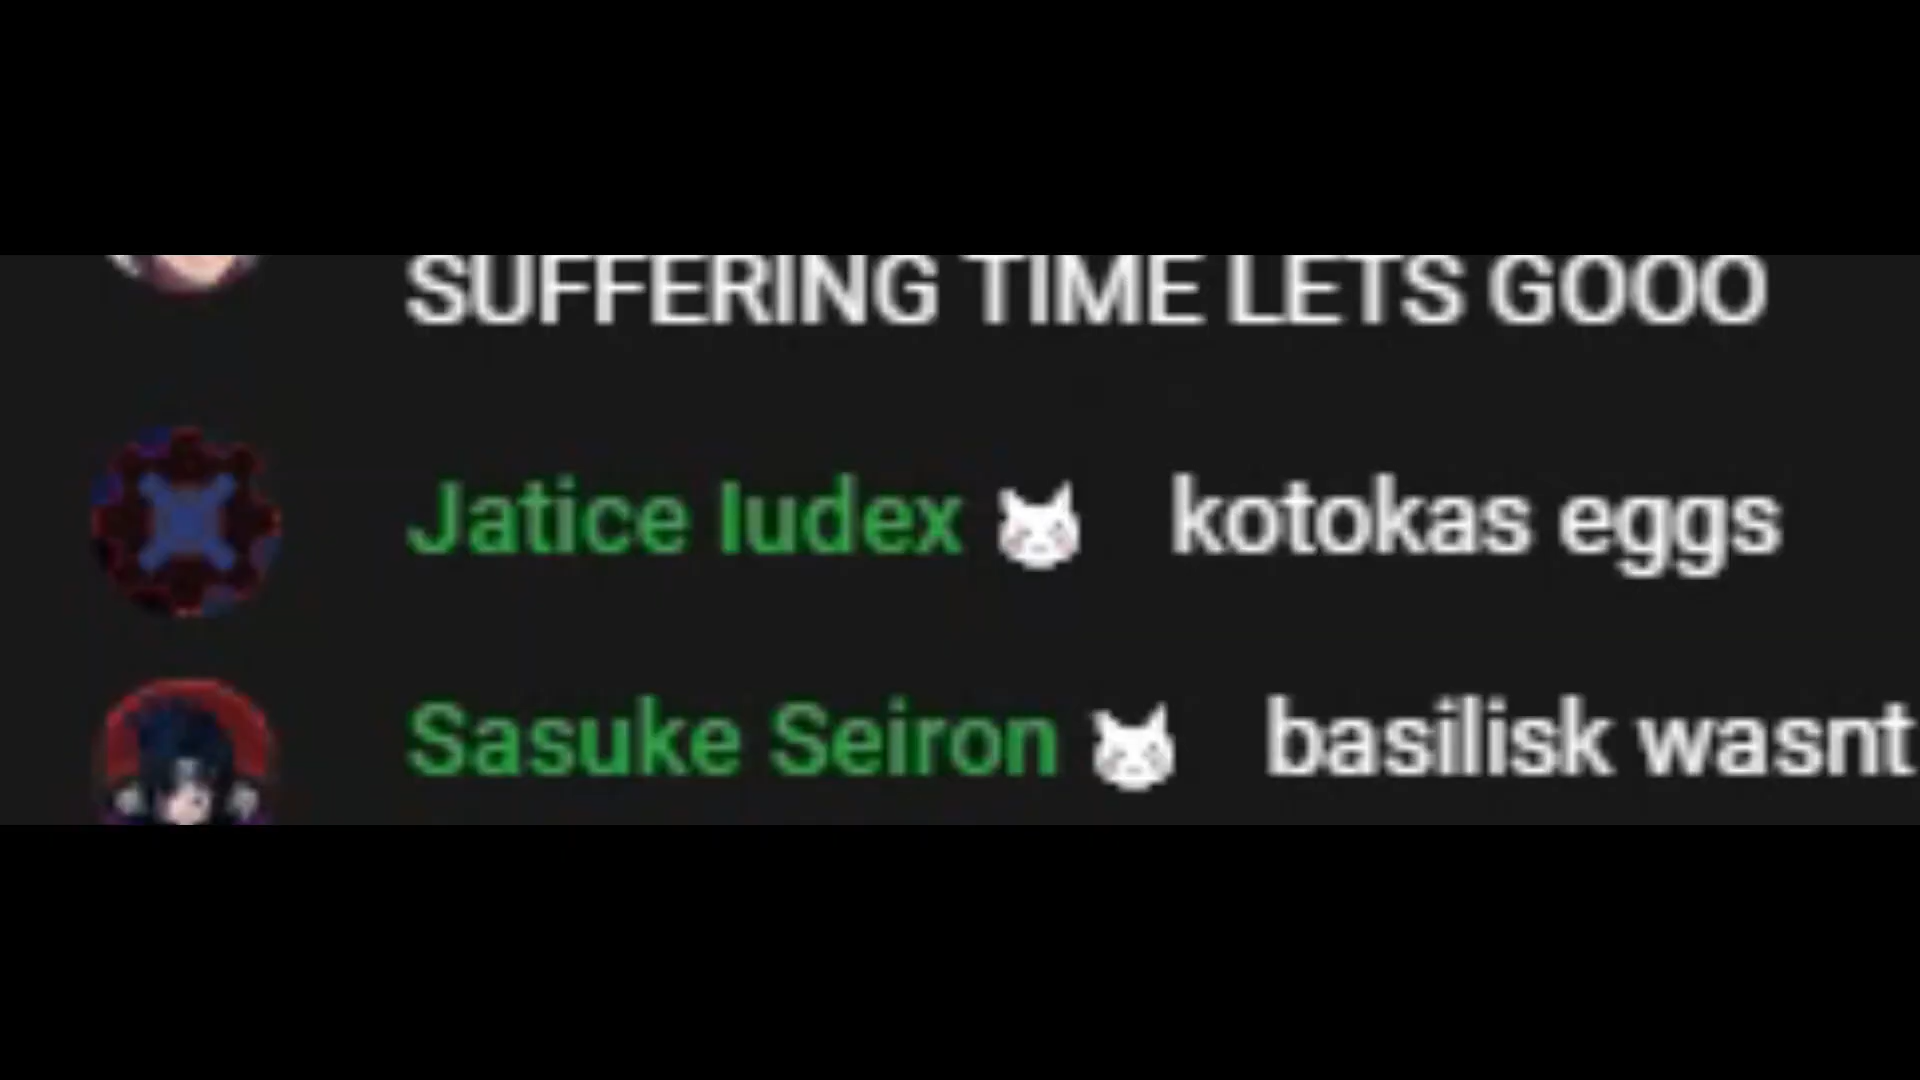 SUFFERING TIME LETS GOOO
Jatice Iudex kotokas eggs
Sasuke Seiron basilisk wasnt